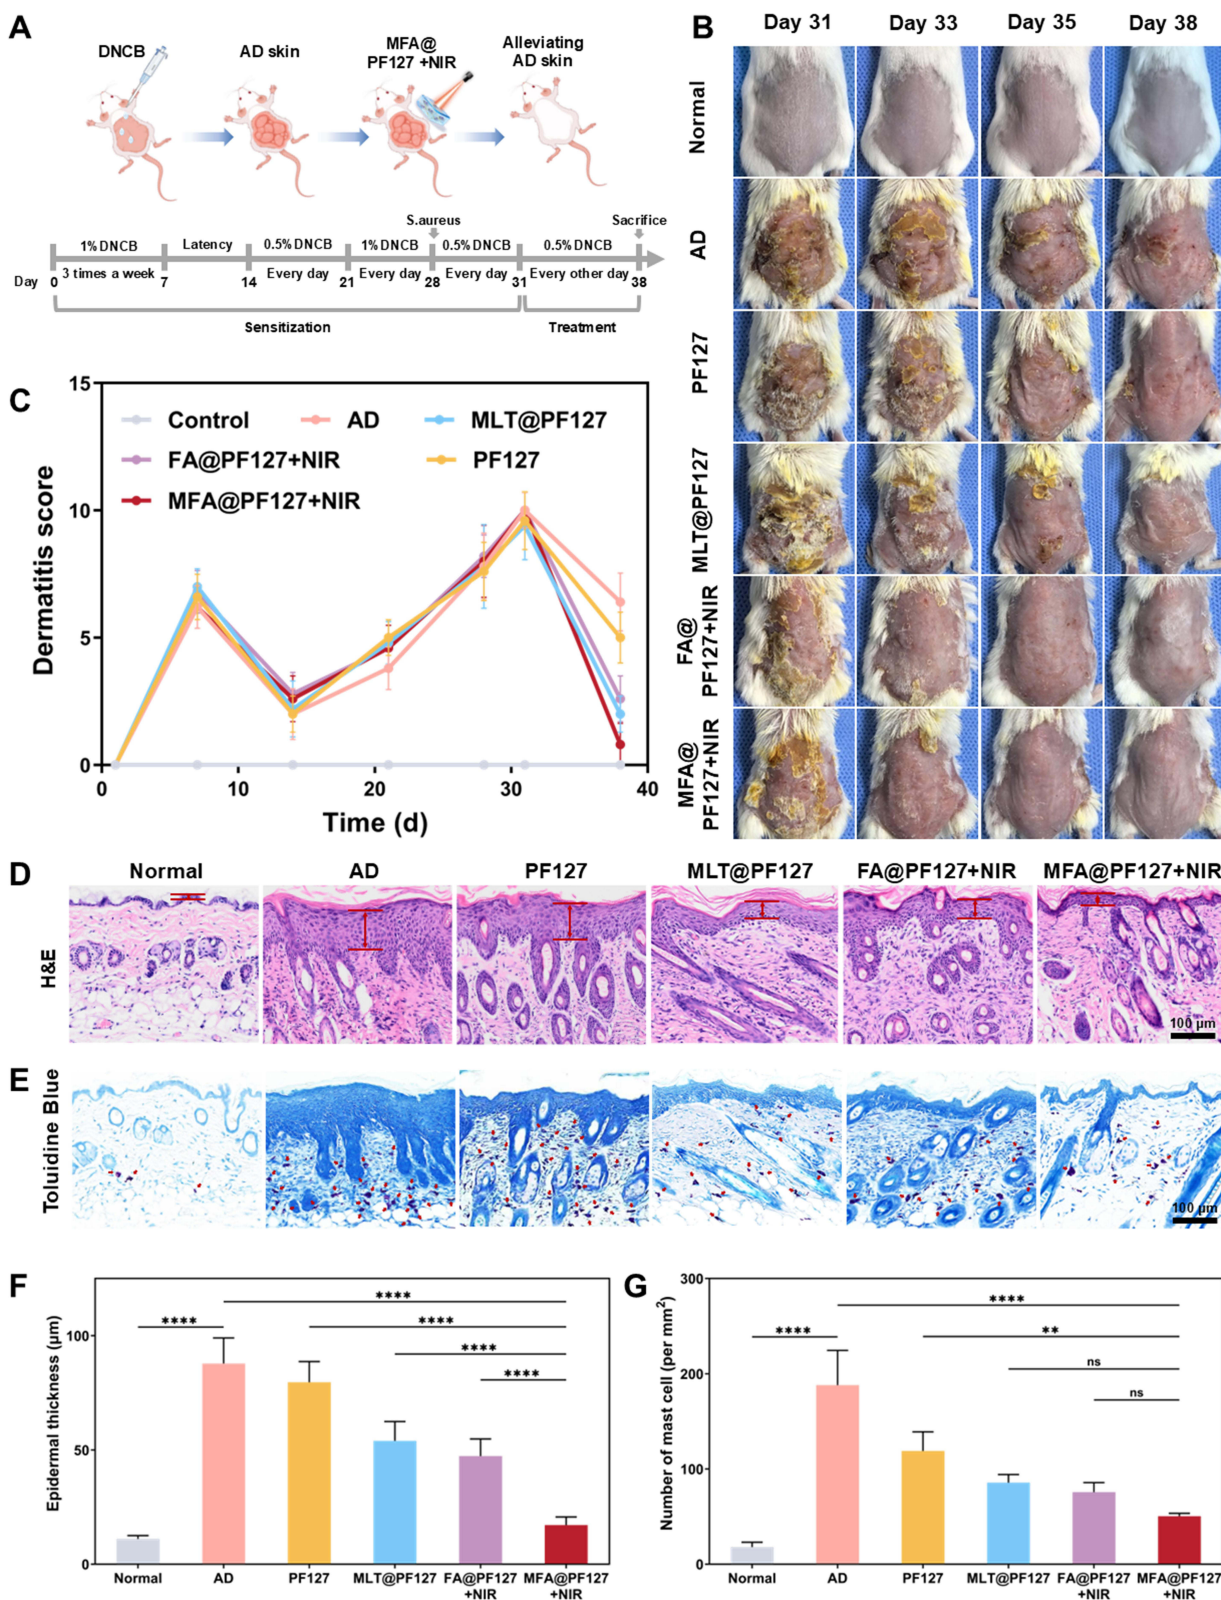 A
DNCB
AD skin
MFA@
PF127 +NIR
Alleviating
AD skin
S.aureus
Sacrifice
1% DNCB
Latency
0.5% DNCB
1% DNCB
0.5% DNCB
0.5% DNCB
3 times a week
Every day
Every day
Every day
Every other day
Day 0 7 14 21 28 31 38
Sensitization
Treatment
B
Day 31
Day 33
Day 35
Day 38
Normal
AD
PF127
MLT@PF127
FA@
PF127+NIR
MFA@
PF127+NIR
C
15
10
5
0
Control
AD
MLT@PF127
FA@PF127+NIR
PF127
MFA@PF127+NIR
Dermatitis score
0 10 20 30 40
Time (d)
D
Normal
AD
PF127
MLT@PF127
FA@PF127+NIR
MFA@PF127+NIR
H&E
100 μm
E
Toluidine Blue
100 μm
F
Epidermal thickness (μm)
100
50
0
****
****
****
****
****
Normal
AD
PF127
MLT@PF127
FA@PF127
+NIR
MFA@PF127
+NIR
G
Number of mast cell (per mm²)
300
200
100
0
****
****
**
ns
ns
Normal
AD
PF127
MLT@PF127
FA@PF127
+NIR
MFA@PF127
+NIR